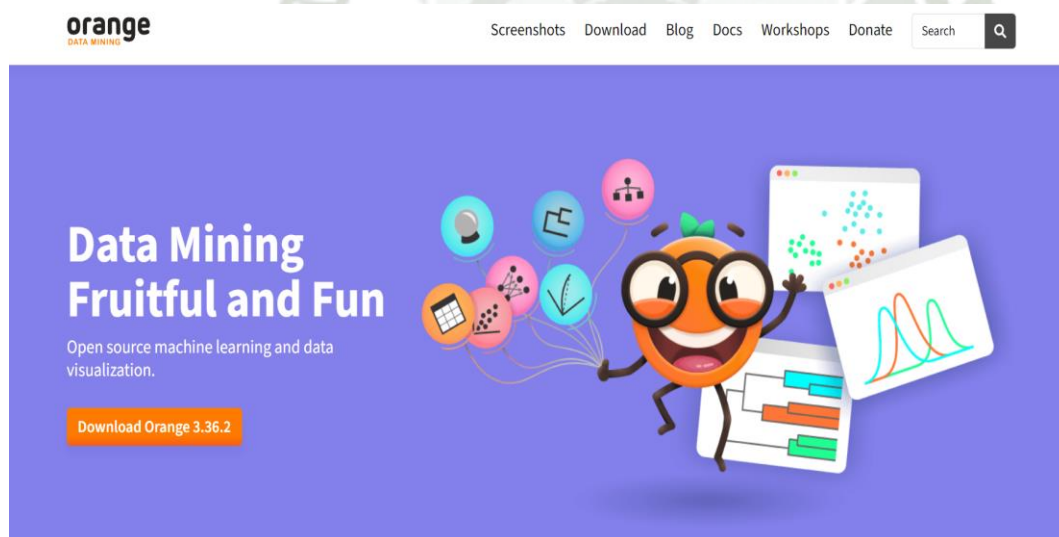 orange
DATA MINING
Screenshots Download Blog Docs Workshops Donate Search
Data Mining
Fruitful and Fun
Open source machine learning and data
visualization.
Download Orange 3.36.2